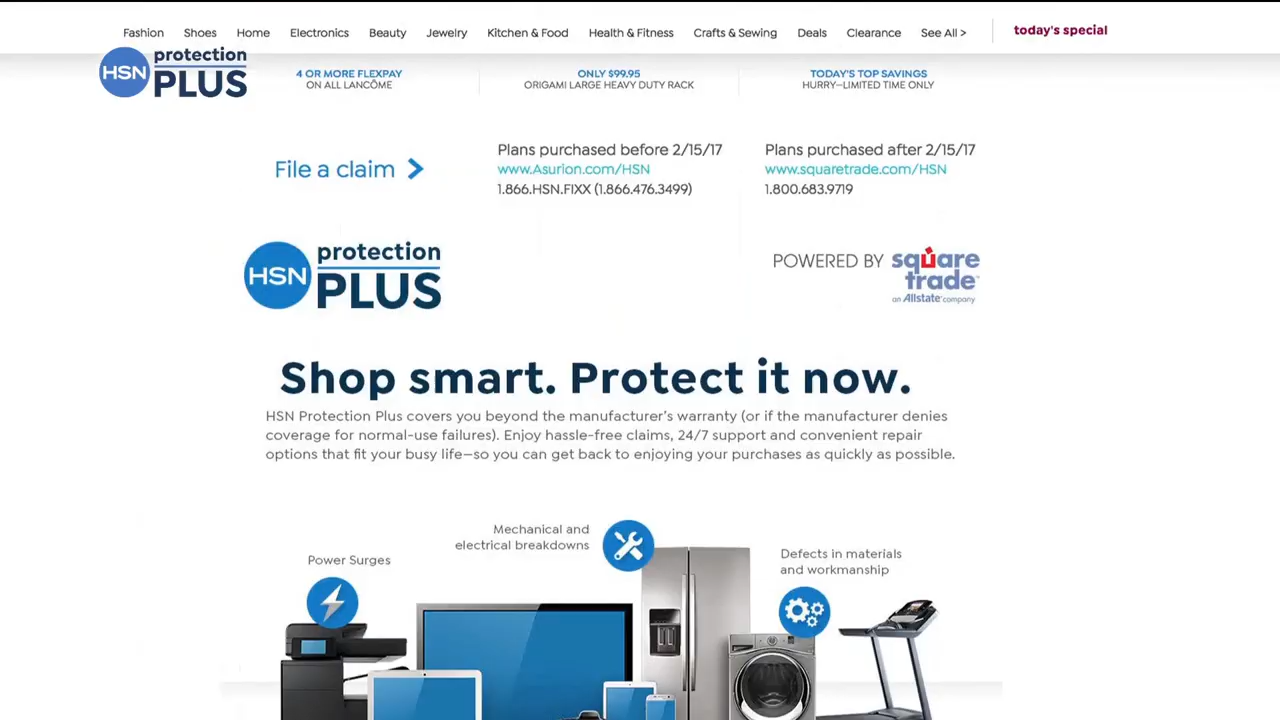 Fashion Shoes Home Electronics Beauty Jewelry Kitchen & Food Health & Fitness Crafts & Sewing Deals Clearance See All > today's special
HSN protection PLUS
4 OR MORE FLEXPAY
ON ALL LANCÔME
ONLY $99.95
ORIGAMI LARGE HEAVY DUTY RACK
TODAY'S TOP SAVINGS
HURRY—LIMITED TIME ONLY
File a claim
Plans purchased before 2/15/17
www.Asurion.com/HSN
1.866.HSN.FIXX (1.866.476.3499)
Plans purchased after 2/15/17
www.squaretrade.com/HSN
1.800.683.9719
HSN protection PLUS
POWERED BY square trade
an Allstate company
Shop smart. Protect it now.
HSN Protection Plus covers you beyond the manufacturer's warranty (or if the manufacturer denies
coverage for normal-use failures). Enjoy hassle-free claims, 24/7 support and convenient repair
options that fit your busy life—so you can get back to enjoying your purchases as quickly as possible.
Mechanical and
electrical breakdowns
Power Surges
Defects in materials
and workmanship